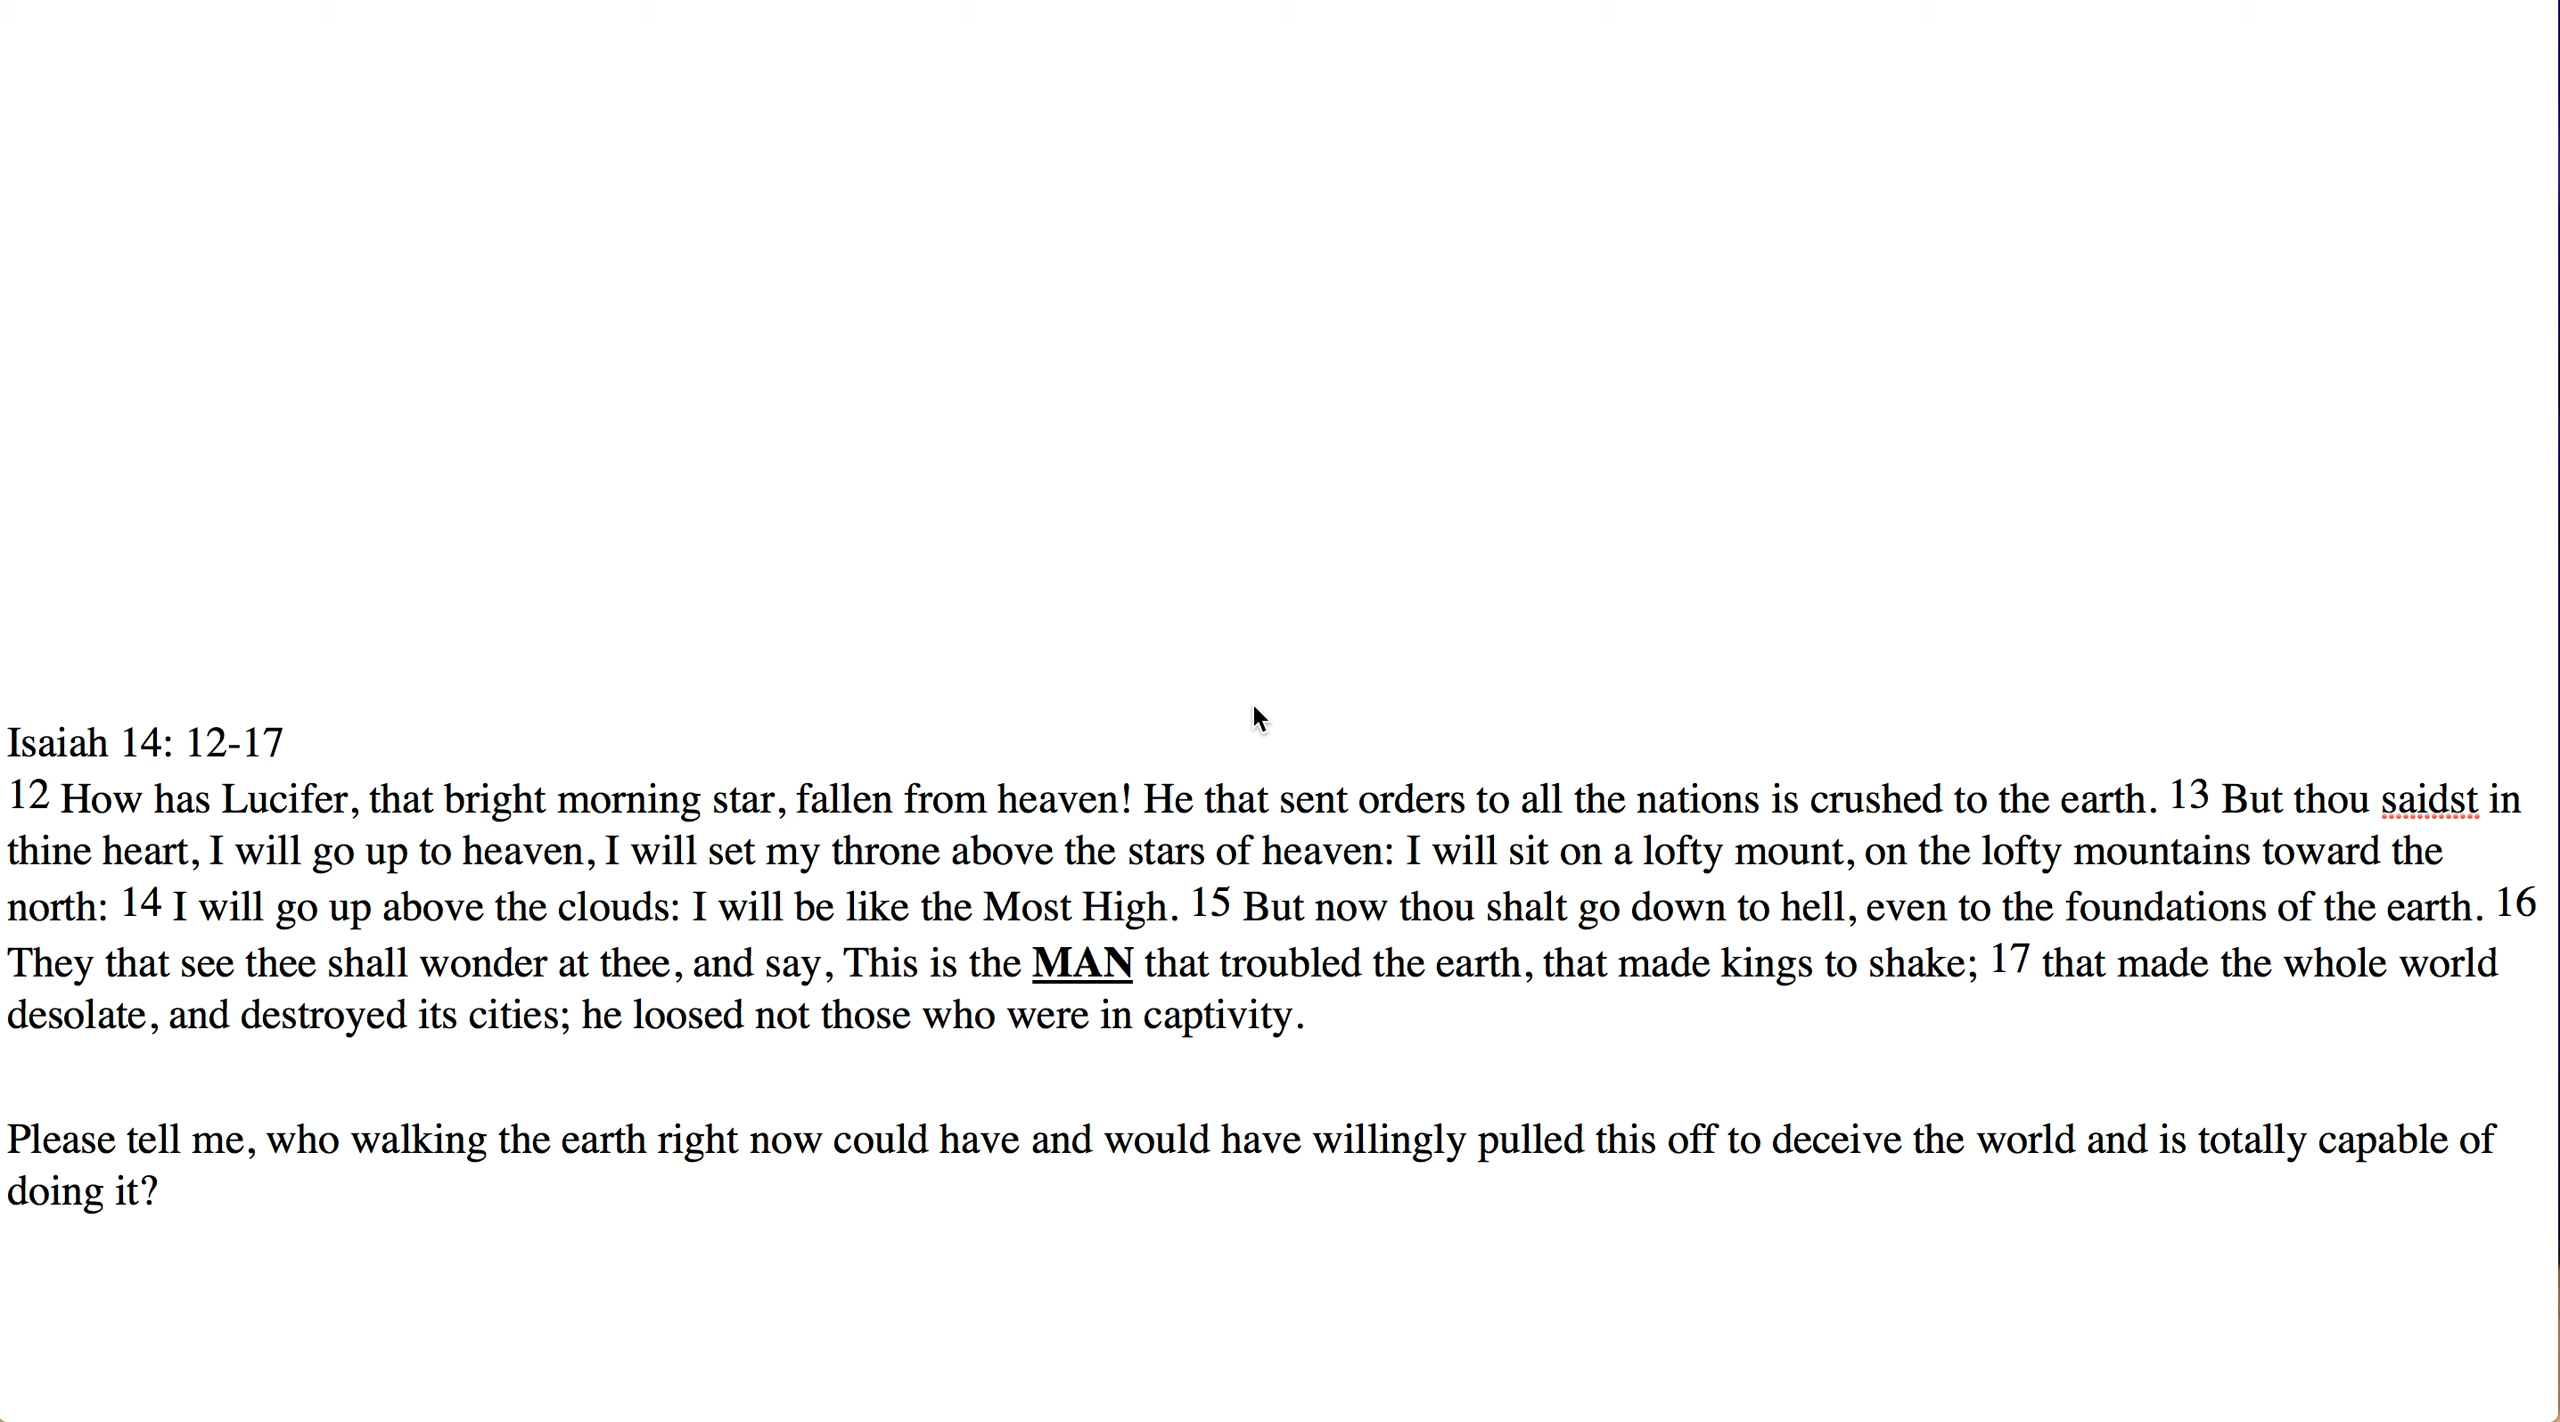 Isaiah 14: 12-17
12 How has Lucifer, that bright morning star, fallen from heaven! He that sent orders to all the nations is crushed to the earth. 13 But thou saidst in
thine heart, I will go up to heaven, I will set my throne above the stars of heaven: I will sit on a lofty mount, on the lofty mountains toward the
north: 14 I will go up above the clouds: I will be like the Most High. 15 But now thou shalt go down to hell, even to the foundations of the earth. 16
They that see thee shall wonder at thee, and say, This is the MAN that troubled the earth, that made kings to shake; 17 that made the whole world
desolate, and destroyed its cities; he loosed not those who were in captivity.
Please tell me, who walking the earth right now could have and would have willingly pulled this off to deceive the world and is totally capable of
doing it?